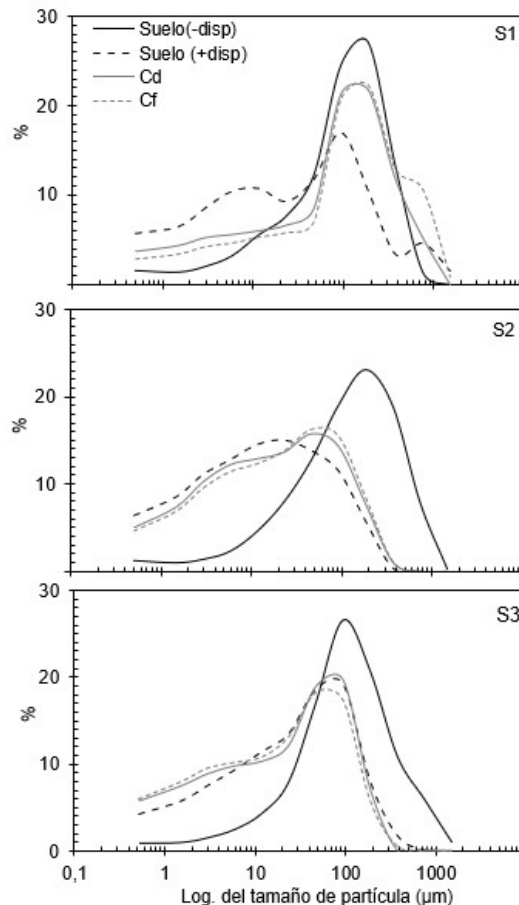 30
Suelo(-disp)
S1
Suelo (+disp)
Cd
20
Cf
%
10
30
S2
20
%
10
30
S3
20
%
10
0
0,1 1 10 100 1000
Log. del tamaño de partícula (µm)